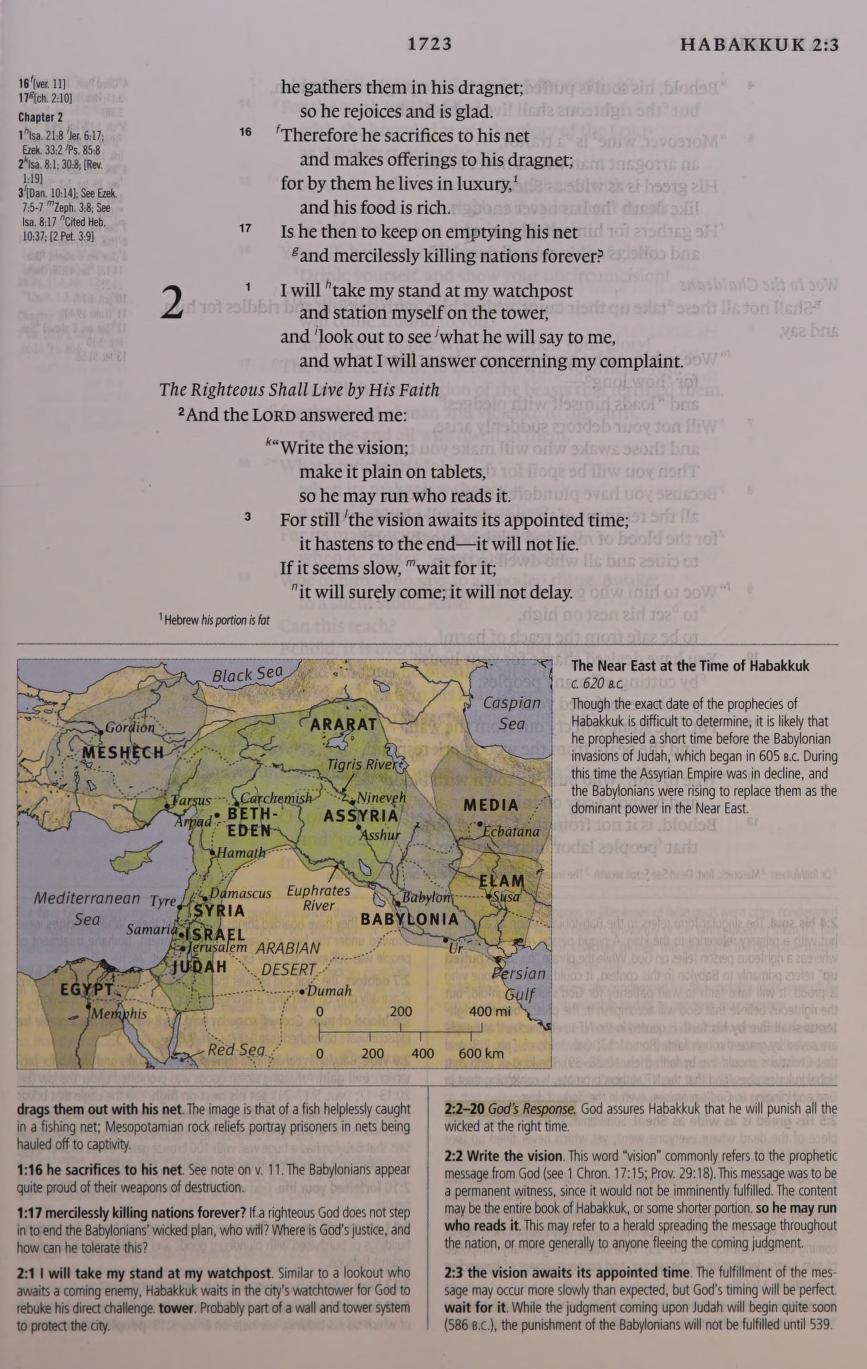 1723
HABAKKUK 2:3
16 f[ver. 11]
17 g[ch. 2:10]
Chapter 2
1 h Isa. 21:8 i Jer. 6:17;
Ezek. 33:2 j Ps. 85:8
2 k Isa. 8:1; 30:8; [Rev.
1:19]
3 l [Dan. 10:14]; See Ezek.
7:5-7 m Zeph. 3:8; See
Isa. 8:17 n Cited Heb.
10:37; [2 Pet. 3:9]
he gathers them in his dragnet;
so he rejoices and is glad.
16 f Therefore he sacrifices to his net
and makes offerings to his dragnet;
for by them he lives in luxury,1
and his food is rich.
17 Is he then to keep on emptying his net
g and mercilessly killing nations forever?
2
1 I will h take my stand at my watchpost
and station myself on the tower,
and i look out to see j what he will say to me,
and what I will answer concerning my complaint.
The Righteous Shall Live by His Faith
2 And the LORD answered me:
k “Write the vision;
make it plain on tablets,
so he may run who reads it.
3 For still l the vision awaits its appointed time;
it hastens to the end—it will not lie.
If it seems slow, m wait for it;
n it will surely come; it will not delay.
1 Hebrew his portion is fat
Black Sea
Caspian
Sea
Gordion
ARARAT
MESHECH
Tigris River
Tarsus
Carchemish
Nineveh
MEDIA
Arpad
BETH-
EDEN
ASSYRIA
Asshur
Ecbatana
Hamath
ELAM
Mediterranean
Sea
Tyre
Damascus
Euphrates
River
Babylon
Susa
SYRIA
BABYLONIA
Samaria
ISRAEL
Ur
Jerusalem
ARABIAN
DESERT
JUDAH
Persian
Gulf
EGYPT
Dumah
Memphis
0 200 400 mi
Red Sea
0 200 400 600 km
The Near East at the Time of Habakkuk
c. 620 B.C.
Though the exact date of the prophecies of
Habakkuk is difficult to determine, it is likely that
he prophesied a short time before the Babylonian
invasions of Judah, which began in 605 B.C. During
this time the Assyrian Empire was in decline, and
the Babylonians were rising to replace them as the
dominant power in the Near East.
drags them out with his net. The image is that of a fish helplessly caught
in a fishing net; Mesopotamian rock reliefs portray prisoners in nets being
hauled off to captivity.
1:16 he sacrifices to his net. See note on v. 11. The Babylonians appear
quite proud of their weapons of destruction.
1:17 mercilessly killing nations forever? If a righteous God does not step
in to end the Babylonians' wicked plan, who will? Where is God's justice, and
how can he tolerate this?
2:1 I will take my stand at my watchpost. Similar to a lookout who
awaits a coming enemy, Habakkuk waits in the city's watchtower for God to
rebuke his direct challenge. tower. Probably part of a wall and tower system
to protect the city.
2:2–20 God's Response. God assures Habakkuk that he will punish all the
wicked at the right time.
2:2 Write the vision. This word “vision” commonly refers to the prophetic
message from God (see 1 Chron. 17:15; Prov. 29:18). This message was to be
a permanent witness, since it would not be imminently fulfilled. The content
may be the entire book of Habakkuk, or some shorter portion. so he may run
who reads it. This may refer to a herald spreading the message throughout
the nation, or more generally to anyone fleeing the coming judgment.
2:3 the vision awaits its appointed time. The fulfillment of the mes-
sage may occur more slowly than expected, but God's timing will be perfect.
wait for it. While the judgment coming upon Judah will begin quite soon
(586 B.C.), the punishment of the Babylonians will not be fulfilled until 539.